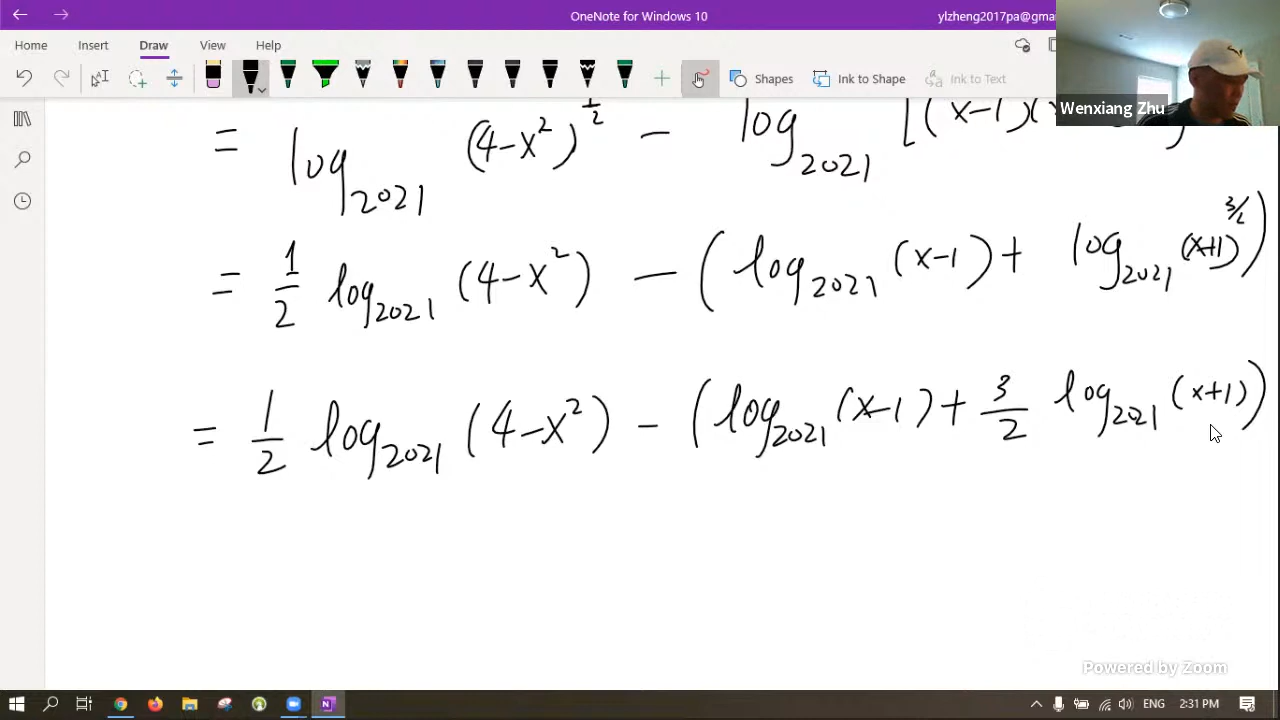 OneNote for Windows 10
ylzheng2017pa@gma
Home Insert Draw View Help
Shapes Ink to Shape Ink to Text
Wenxiang Zhu
= log₂₀₂₁ (4-x²)^½ - log₂₀₂₁ [(x-1)(
= 1/2 log₂₀₂₁ (4-x²) - (log₂₀₂₁ (x-1) + log₂₀₂₁ (x+1)^3/2)
= 1/2 log₂₀₂₁ (4-x²) - (log₂₀₂₁ (x-1) + 3/2 log₂₀₂₁ (x+1))
Powered by Zoom
ENG 2:31 PM